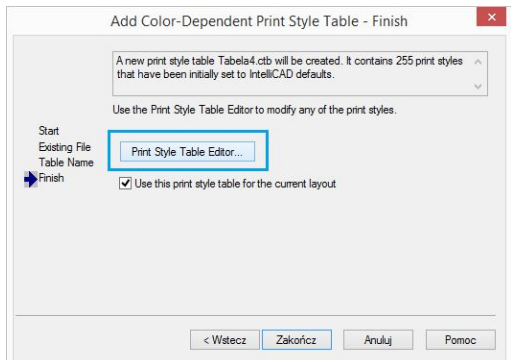 Add Color-Dependent Print Style Table - Finish
A new print style table Tabela4.ctb will be created. It contains 255 print styles
that have been initially set to IntelliCAD defaults.
Use the Print Style Table Editor to modify any of the print styles.
Start
Existing File
Table Name
Finish
Print Style Table Editor...
Use this print style table for the current layout
< Wstecz
Zakończ
Anuluj
Pomoc